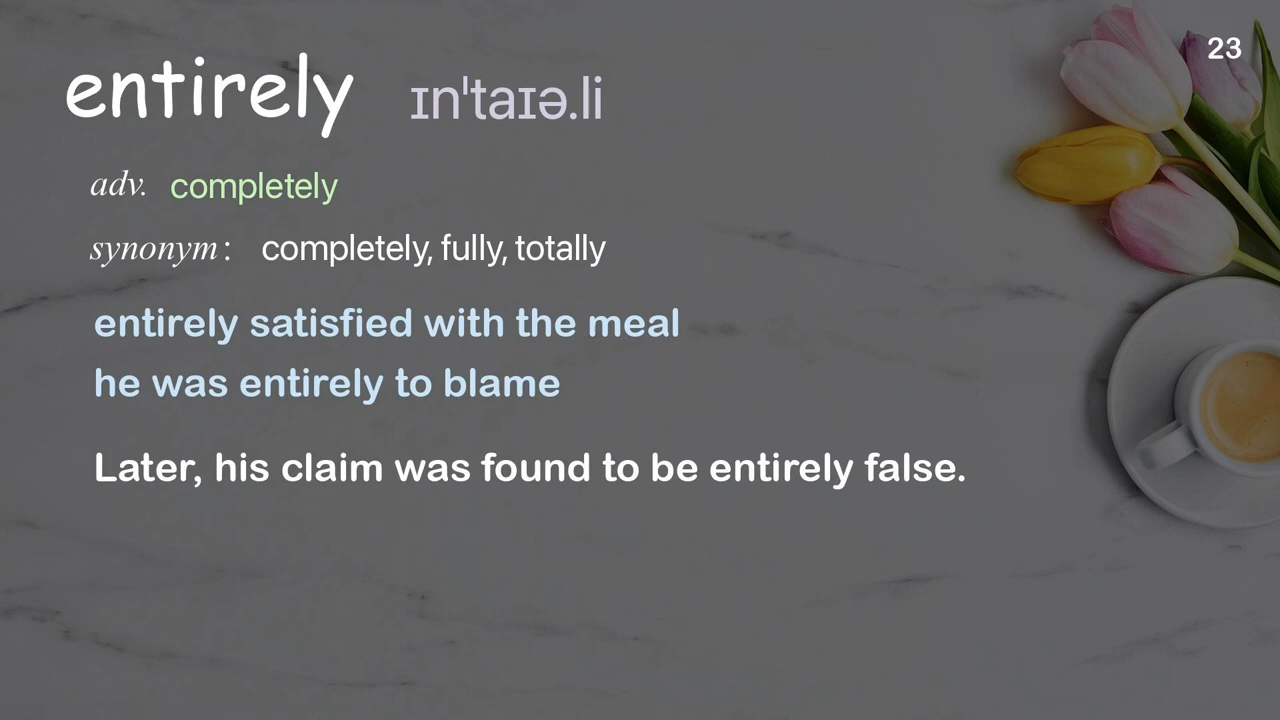 23
entirely ɪnˈtaɪə.li
adv. completely
synonym: completely, fully, totally
entirely satisfied with the meal
he was entirely to blame
Later, his claim was found to be entirely false.